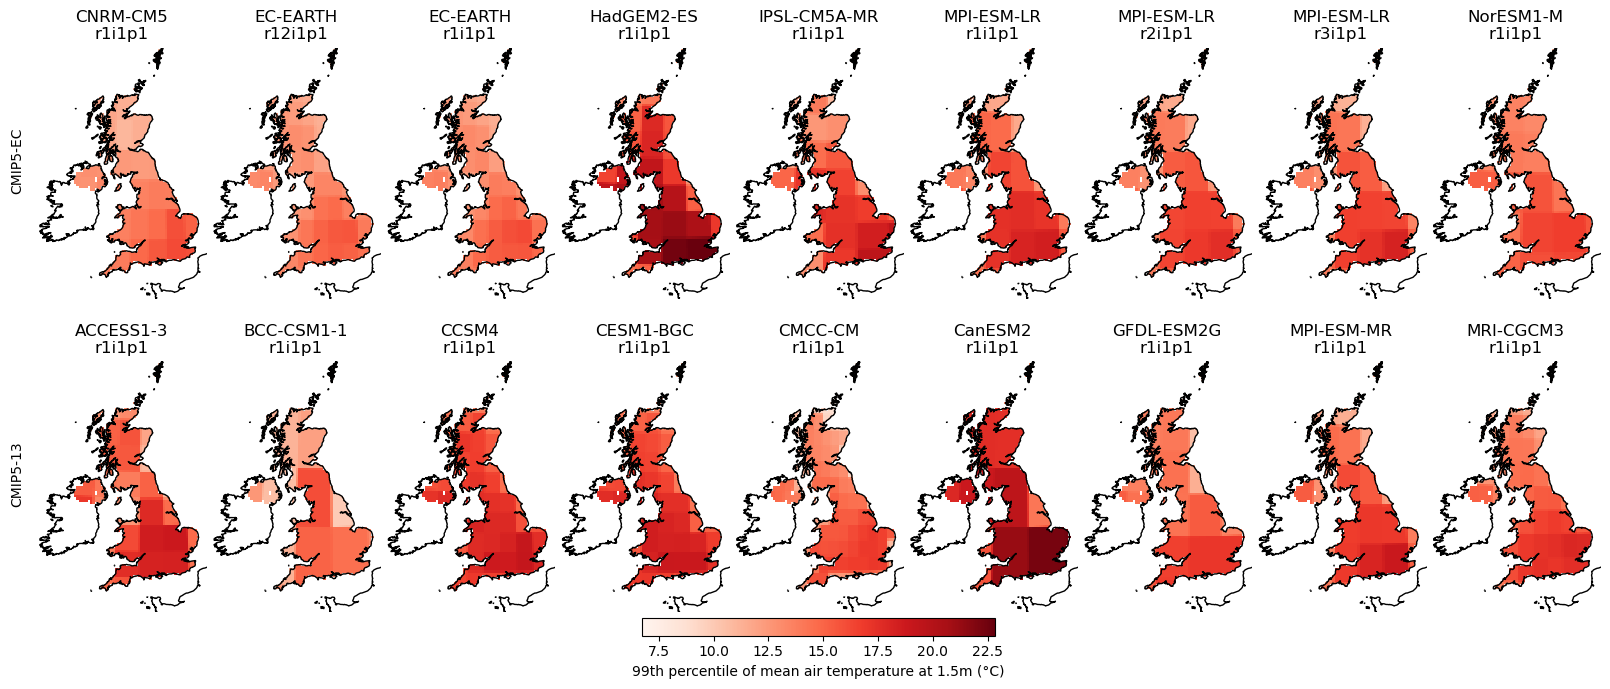 CNRM-CM5
r1i1p1
EC-EARTH
r12i1p1
EC-EARTH
r1i1p1
HadGEM2-ES
r1i1p1
IPSL-CM5A-MR
r1i1p1
MPI-ESM-LR
r1i1p1
MPI-ESM-LR
r2i1p1
MPI-ESM-LR
r3i1p1
NorESM1-M
r1i1p1
CMIP5-EC
ACCESS1-3
r1i1p1
BCC-CSM1-1
r1i1p1
CCSM4
r1i1p1
CESM1-BGC
r1i1p1
CMCC-CM
r1i1p1
CanESM2
r1i1p1
GFDL-ESM2G
r1i1p1
MPI-ESM-MR
r1i1p1
MRI-CGCM3
r1i1p1
CMIP5-13
7.5 10.0 12.5 15.0 17.5 20.0 22.5
99th percentile of mean air temperature at 1.5m (°C)